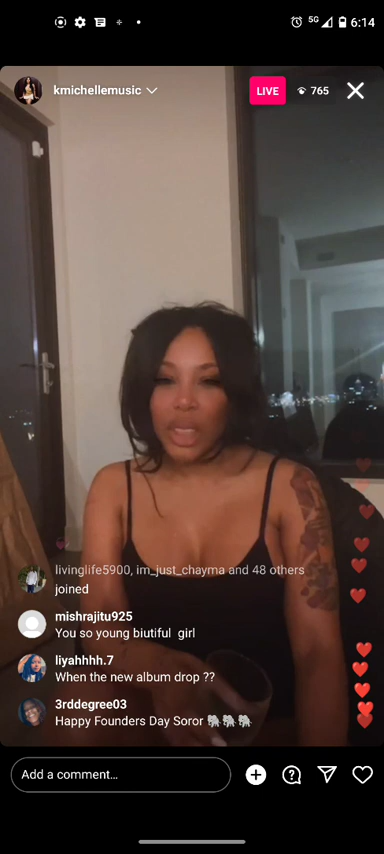 5G 6:14
kmichellemusic LIVE 765
livinglife5900, im_just_chayma and 48 others
joined
mishrajitu925
You so young biutiful girl
liyahhhh.7
When the new album drop ??
3rddegree03
Happy Founders Day Soror 🐘🐘🐘
Add a comment...